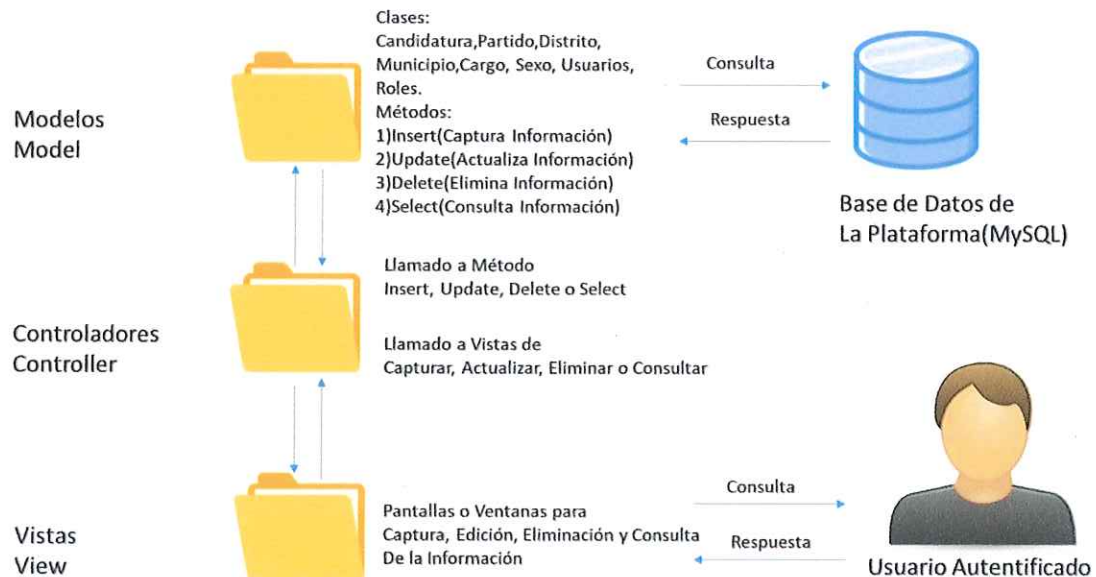 Clases:
Candidatura,Partido,Distrito,
Municipio,Cargo, Sexo, Usuarios,
Roles.
Métodos:
1)Insert(Captura Información)
2)Update(Actualiza Información)
3)Delete(Elimina Información)
4)Select(Consulta Información)
Consulta
Respuesta
Modelos
Model
Base de Datos de
La Plataforma(MySQL)
Llamado a Método
Insert, Update, Delete o Select
Controladores
Controller
Llamado a Vistas de
Capturar, Actualizar, Eliminar o Consultar
Pantallas o Ventanas para
Captura, Edición, Eliminación y Consulta
De la Información
Consulta
Respuesta
Vistas
View
Usuario Autentificado